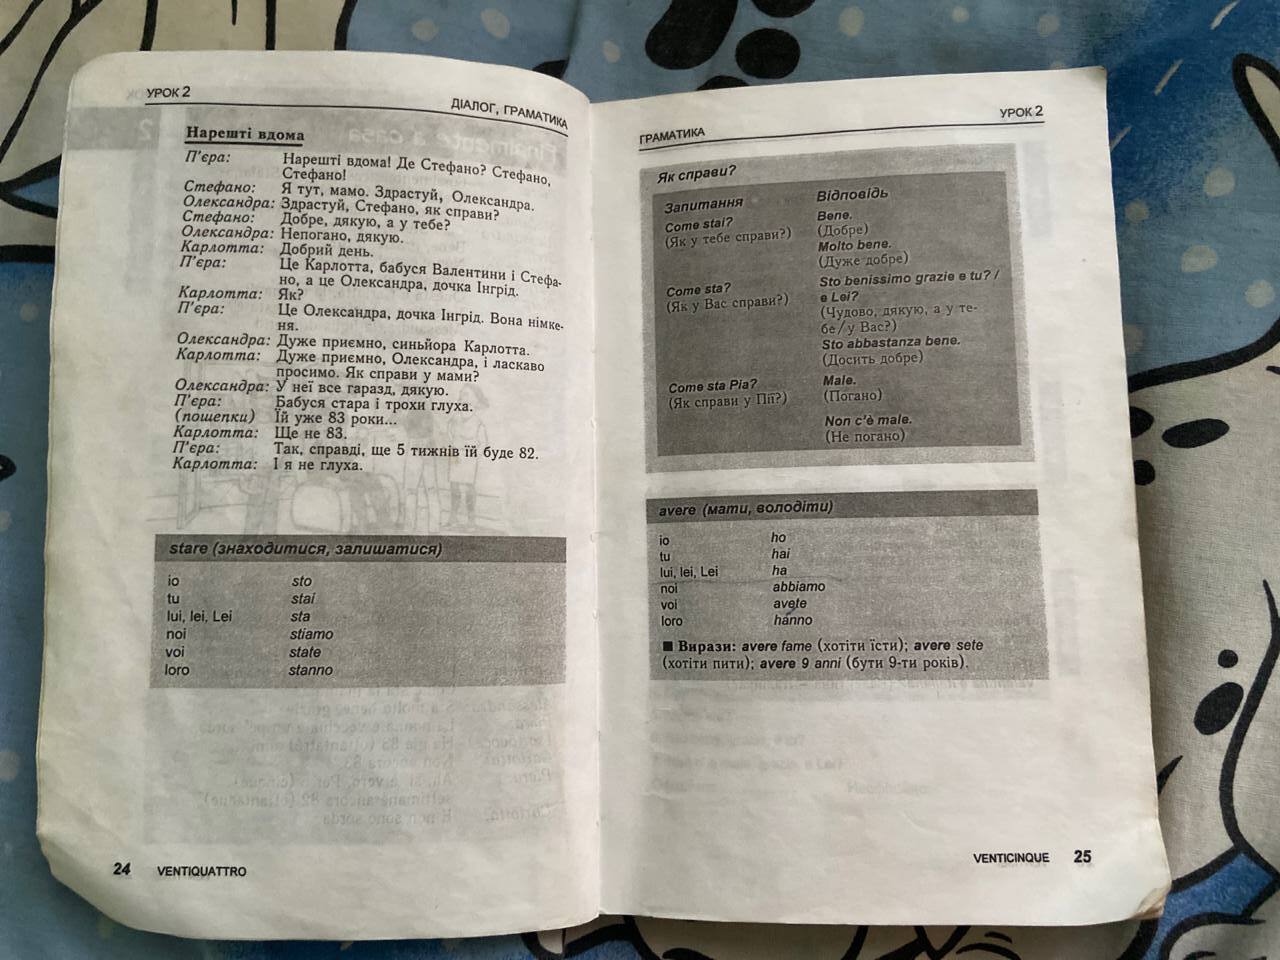 УРОК 2
ДІАЛОГ, ГРАМАТИКА
Нарешті вдома
П'єра: Нарешті вдома! Де Стефано? Стефано,
Стефано!
Стефано: Я тут, мамо. Здрастуй, Олександра.
Олександра: Здрастуй, Стефано, як справи?
Стефано: Добре, дякую, а у тебе?
Олександра: Непогано, дякую.
Карлотта: Добрий день.
П'єра: Це Карлотта, бабуся Валентини і Стефа-
но, а це Олександра, дочка Інгрід.
Карлотта: Як?
П'єра: Це Олександра, дочка Інгрід. Вона німке-
ня.
Олександра: Дуже приємно, синьйора Карлотта.
Карлотта: Дуже приємно, Олександра, і ласкаво
просимо. Як справи у мами?
Олександра: У неї все гаразд, дякую.
П'єра: Бабуся стара і трохи глуха.
(пошепки) Їй уже 83 роки...
Карлотта: Ще не 83.
П'єра: Так, справді, ще 5 тижнів їй буде 82.
Карлотта: І я не глуха.
stare (знаходитися, залишатися)
io sto
tu stai
lui, lei, Lei sta
noi stiamo
voi state
loro stanno
24 VENTIQUATTRO
ГРАМАТИКА
УРОК 2
Як справи?
Запитання Відповідь
Come stai? Bene.
(Як у тебе справи?) (Добре)
Molto bene.
(Дуже добре)
Come sta? Sto benissimo grazie e tu? /
(Як у Вас справи?) e Lei?
(Чудово, дякую, а у те-
бе/у Вас?)
Sto abbastanza bene.
(Досить добре)
Come sta Pia? Male.
(Як справи у Пії?) (Погано)
Non c'è male.
(Не погано)
avere (мати, володіти)
io ho
tu hai
lui, lei, Lei ha
noi abbiamo
voi avete
loro hanno
■ Вирази: avere fame (хотіти їсти); avere sete
(хотіти пити); avere 9 anni (бути 9-ти років).
VENTICINQUE 25